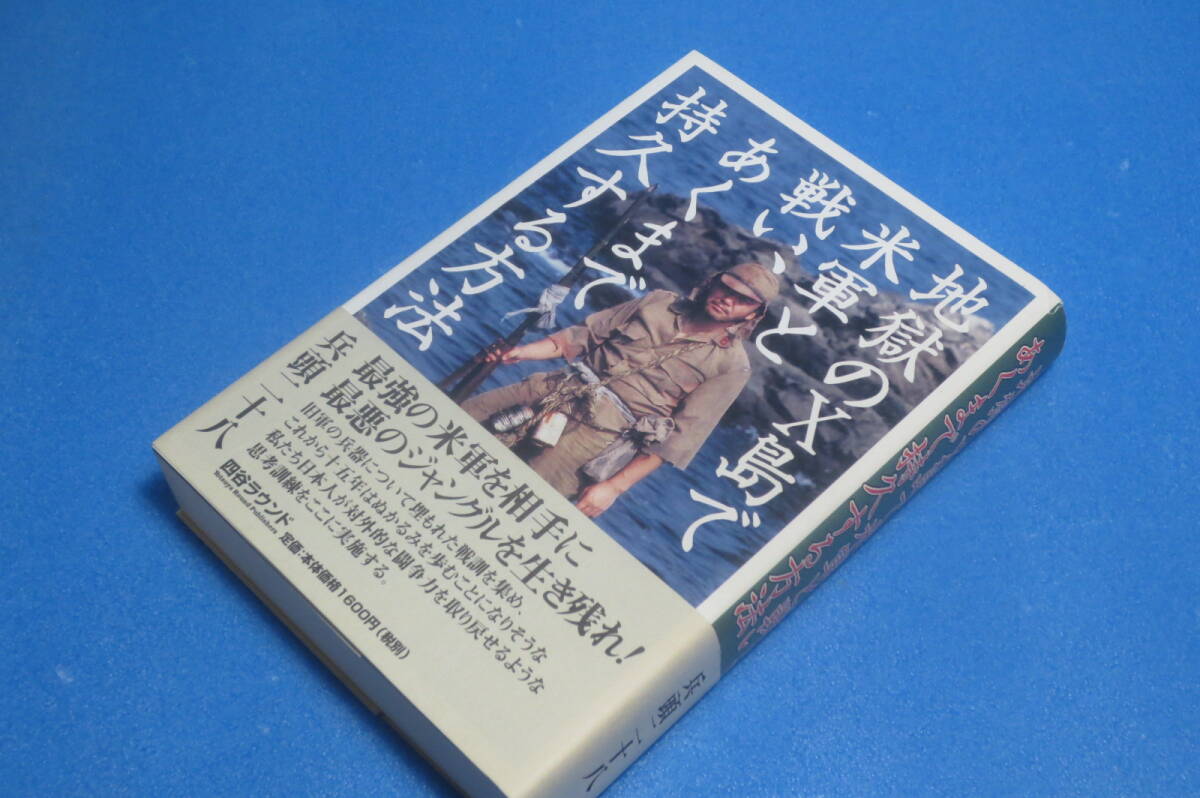 地獄のX島で
米軍と
戦い、
あくまで
持久する方法
最強の米軍を相手に
最悪のジャングルを生き残れ!
旧軍の兵器について埋もれた戦訓を集め、
これから十五年はぬかるみを歩むことになりそうな
私たち日本人が対外的な闘争力を取り戻せるような
思考訓練をここに実施する。
兵頭二十八
四谷ラウンド 定価:本体価格1600円(税別)
Yotsuya Round Publishers
あくまで持久する方法
兵頭二十八